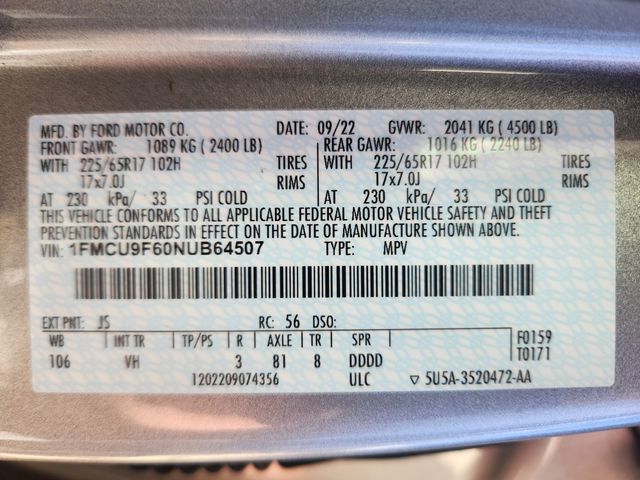 MFD. BY FORD MOTOR CO. DATE: 09/22 GVWR: 2041 KG ( 4500 LB)
FRONT GAWR: 1089 KG ( 2400 LB) REAR GAWR: 1016 KG ( 2240 LB)
WITH 225/65R17 102H TIRES WITH 225/65R17 102H TIRES
17x7.0J RIMS 17x7.0J RIMS
AT 230 kPa/ 33 PSI COLD AT 230 kPa/ 33 PSI COLD
THIS VEHICLE CONFORMS TO ALL APPLICABLE FEDERAL MOTOR VEHICLE SAFETY AND THEFT
PREVENTION STANDARDS IN EFFECT ON THE DATE OF MANUFACTURE SHOWN ABOVE.
VIN: 1FMCU9F60NUB64507 TYPE: MPV
EXT PNT: JS RC: 56 DSO:
WB INT TR TP/PS R AXLE TR SPR F0159
106 VH 3 81 8 DDDD T0171
1202209074356 ULC ▽ 5U5A-3520472-AA